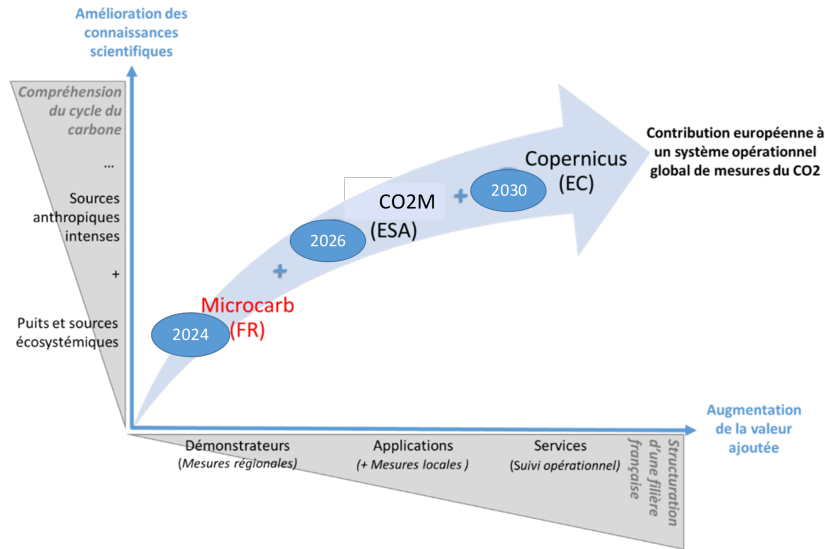 Amélioration des
connaissances
scientifiques
Compréhension
du cycle du
carbone
...
Sources
anthropiques
intenses
+
Puits et sources
écosystémiques
Contribution européenne à
un système opérationnel
global de mesures du CO2
Copernicus
(EC)
2030
+
CO2M
(ESA)
2026
+
Microcarb
(FR)
2024
Augmentation
de la valeur
ajoutée
Démonstrateurs
(Mesures régionales)
Applications
(+ Mesures locales )
Services
(Suivi opérationnel)
Structuration
d'une filière
française